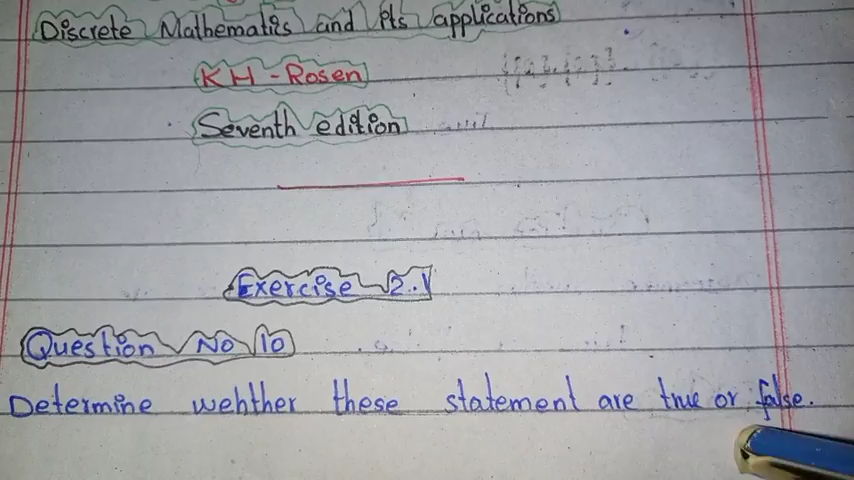 Discrete Mathematics and its applications
KH-Rosen
Seventh edition
Exercise 2.1
Question No 10
Determine wehther these statement are true or false.